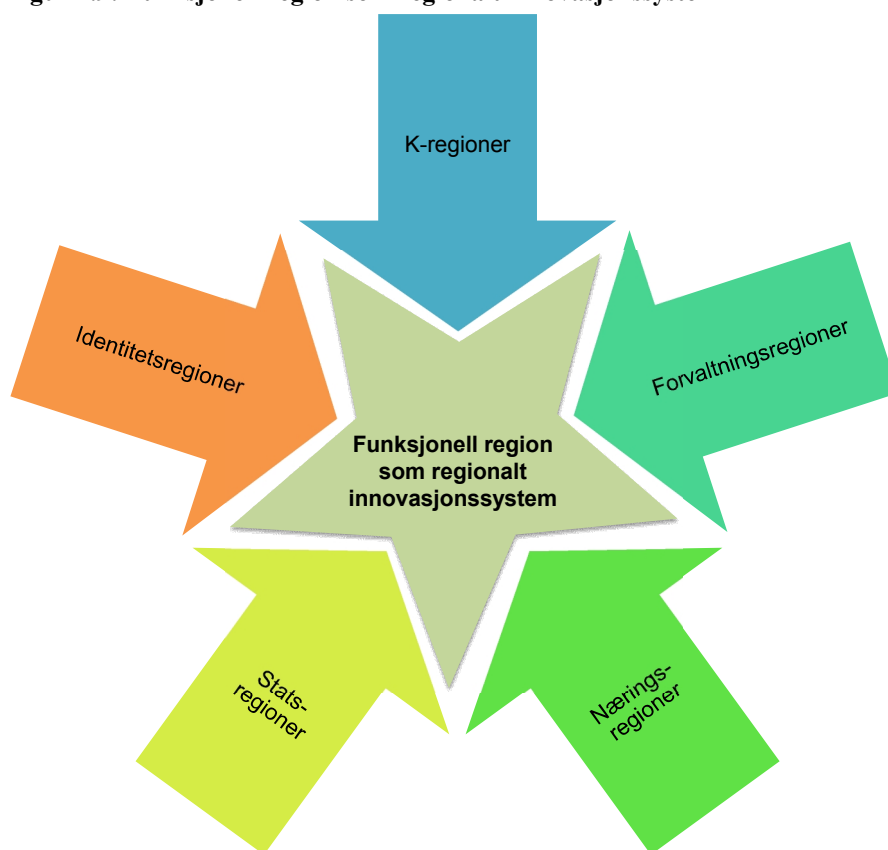 K-regioner
Identitetsregioner
Forvaltningsregioner
Funksjonell region
som regionalt
innovasjonssystem
Stats-
regioner
Nærings-
regioner